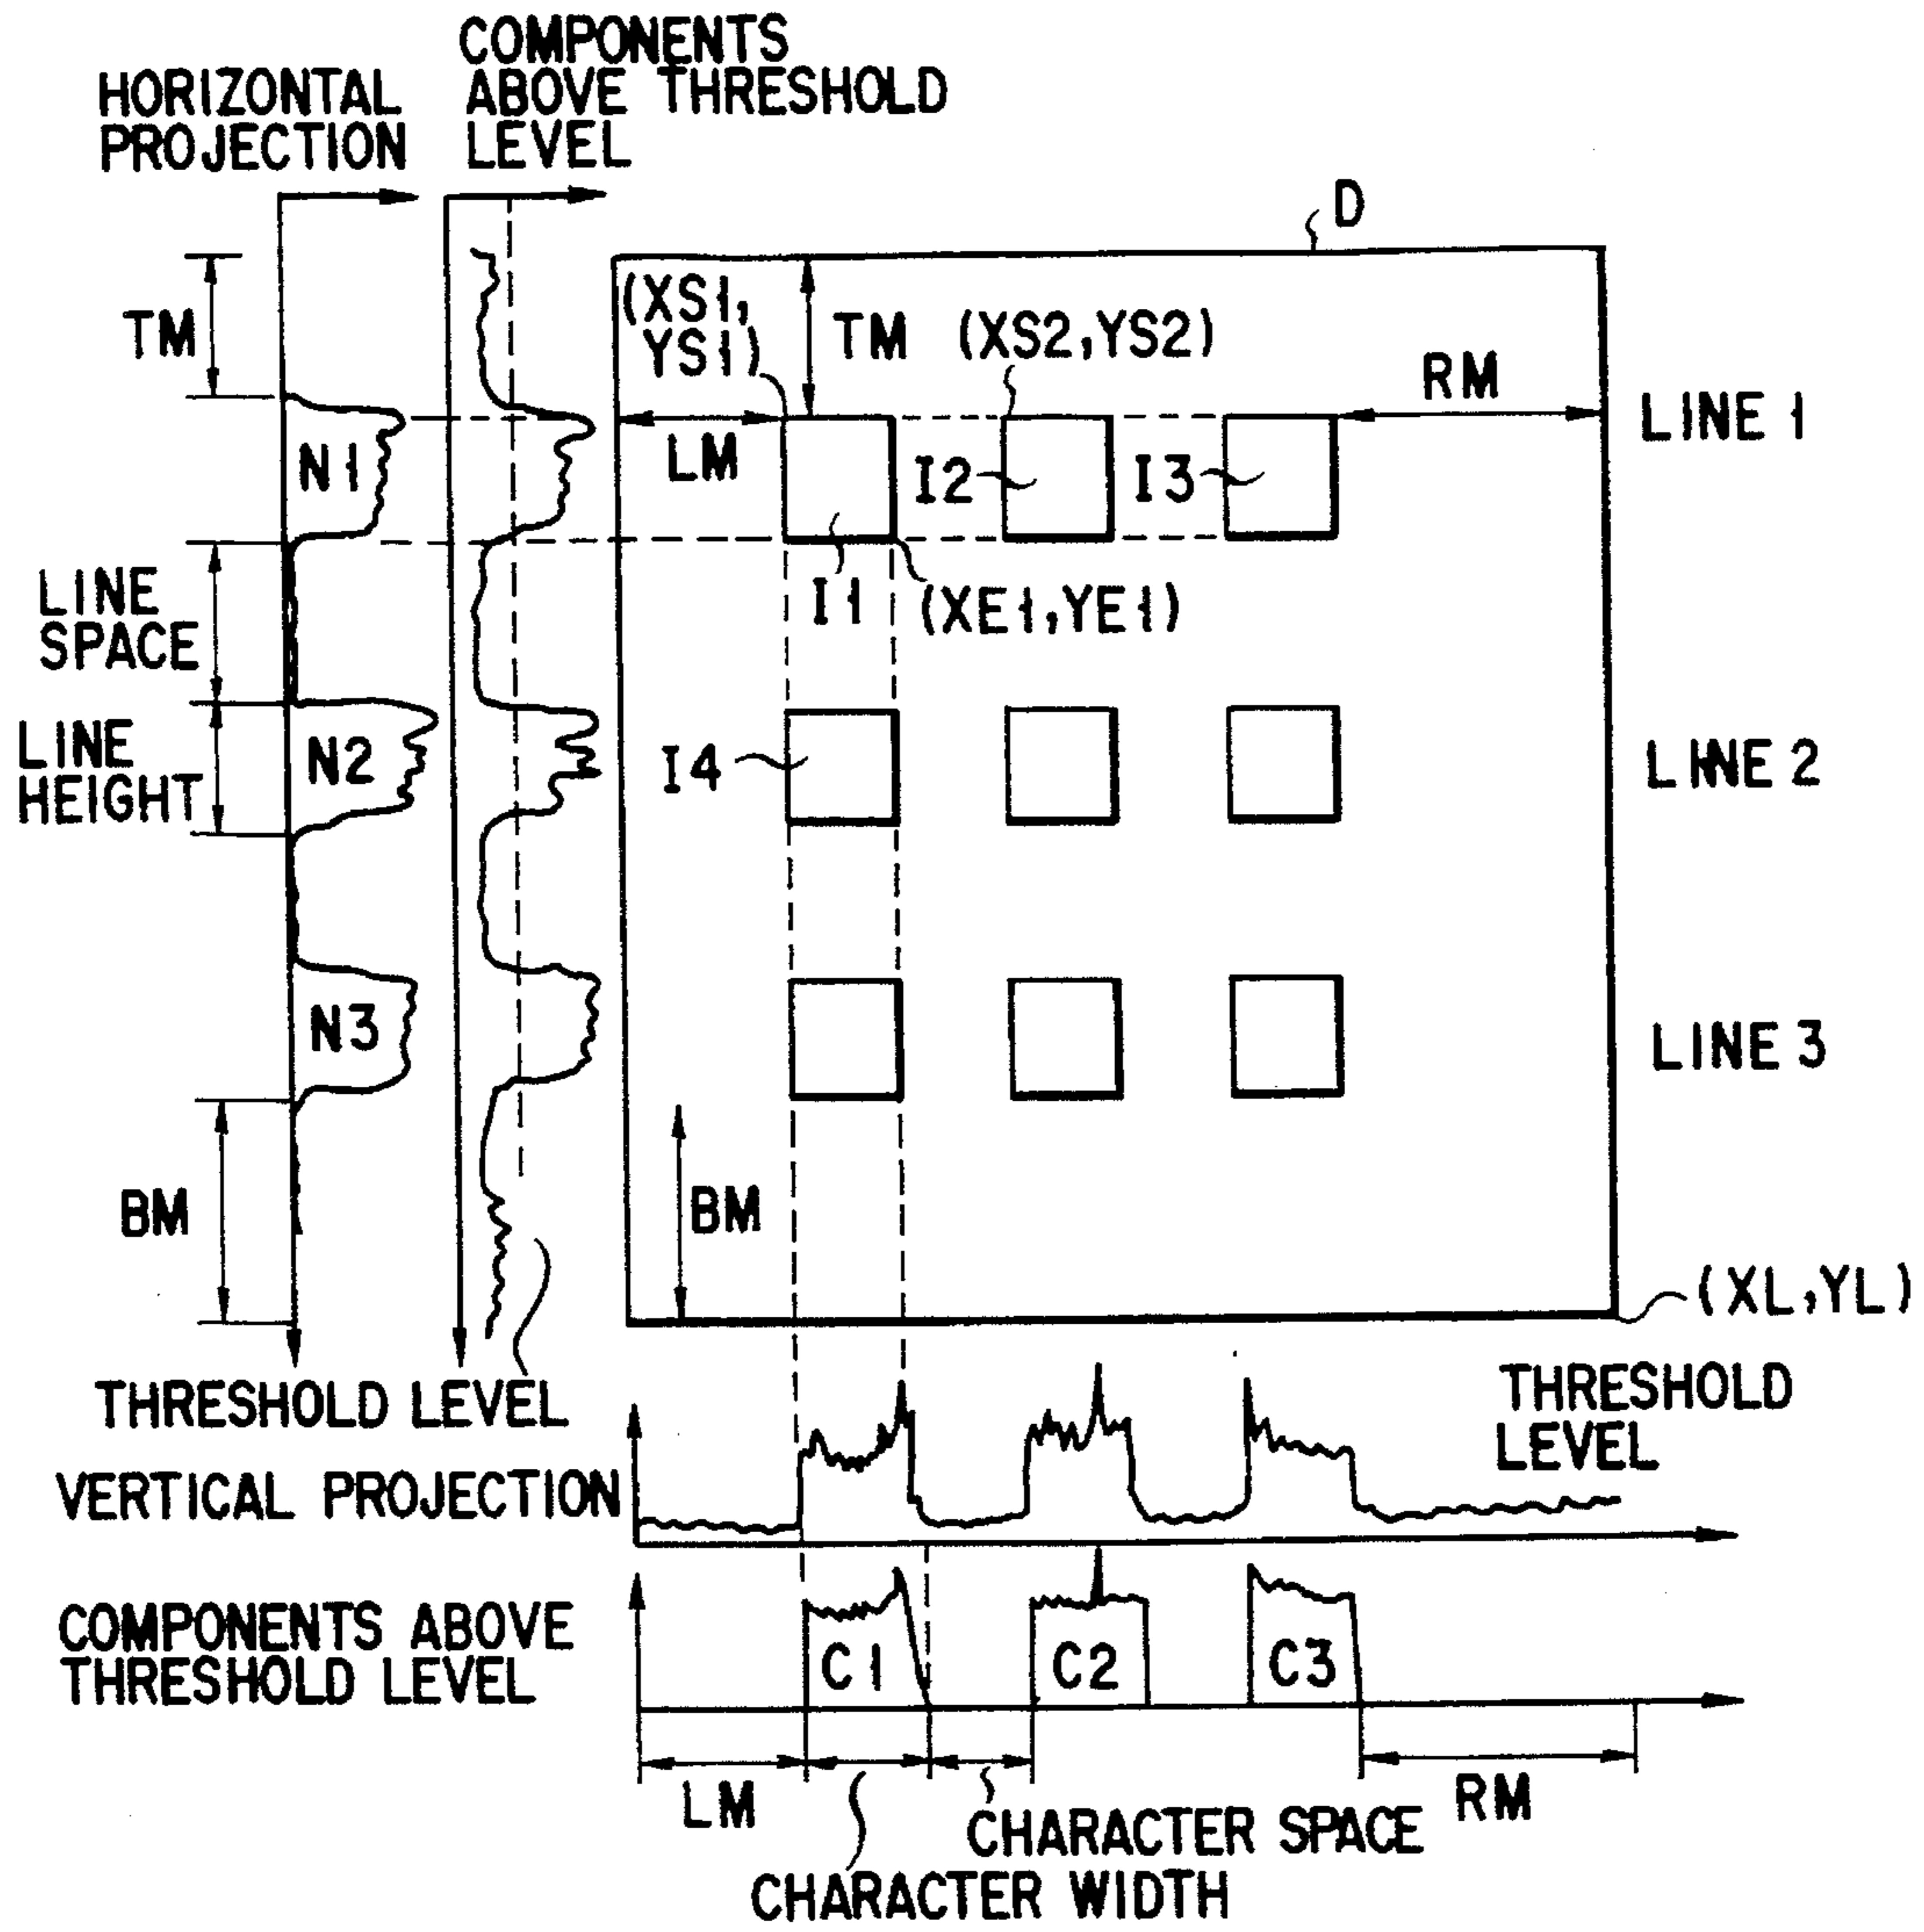 COMPONENTS
ABOVE THRESHOLD
LEVEL
HORIZONTAL
PROJECTION
D
(XS1,
YS1)
TM
TM
(XS2,YS2)
RM
LINE 1
N1
LM
I2
I3
I1
(XE1,YE1)
LINE
SPACE
LINE
HEIGHT
N2
I4
LINE 2
N3
LINE 3
BM
BM
(XL,YL)
THRESHOLD LEVEL
THRESHOLD
LEVEL
VERTICAL PROJECTION
COMPONENTS ABOVE
THRESHOLD LEVEL
C1
C2
C3
LM
RM
CHARACTER SPACE
CHARACTER WIDTH